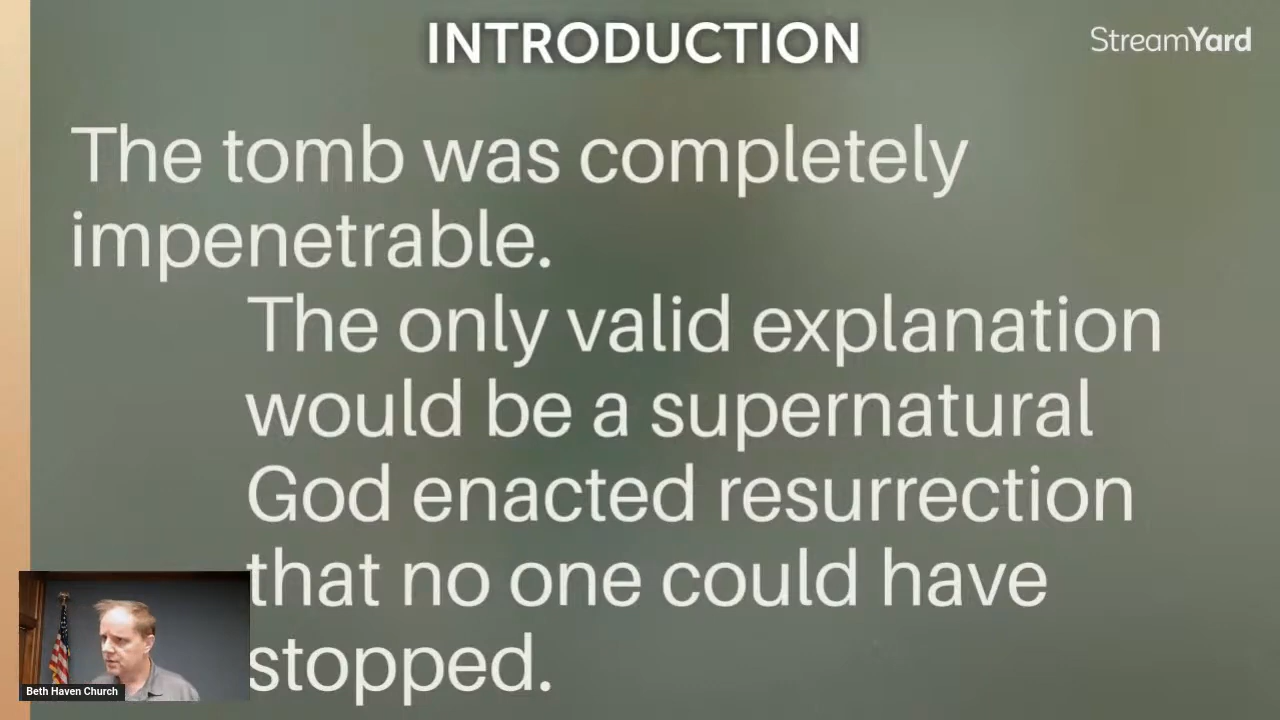 INTRODUCTION
StreamYard
The tomb was completely
impenetrable.
The only valid explanation
would be a supernatural
God enacted resurrection
that no one could have
stopped.
Beth Haven Church